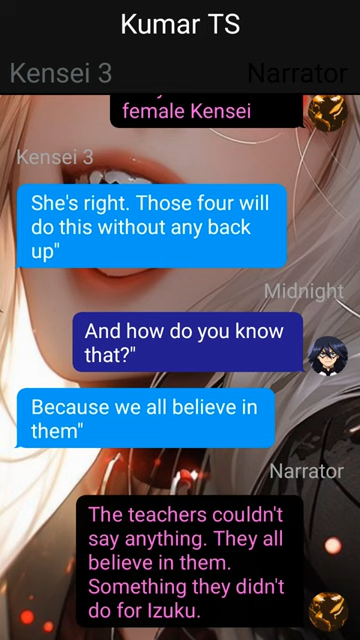 Kumar TS
Kensei 3
Narrator
female Kensei
Kensei 3
She's right. Those four will
do this without any back
up"
Midnight
And how do you know
that?"
Because we all believe in
them"
Narrator
The teachers couldn't
say anything. They all
believe in them.
Something they didn't
do for Izuku.